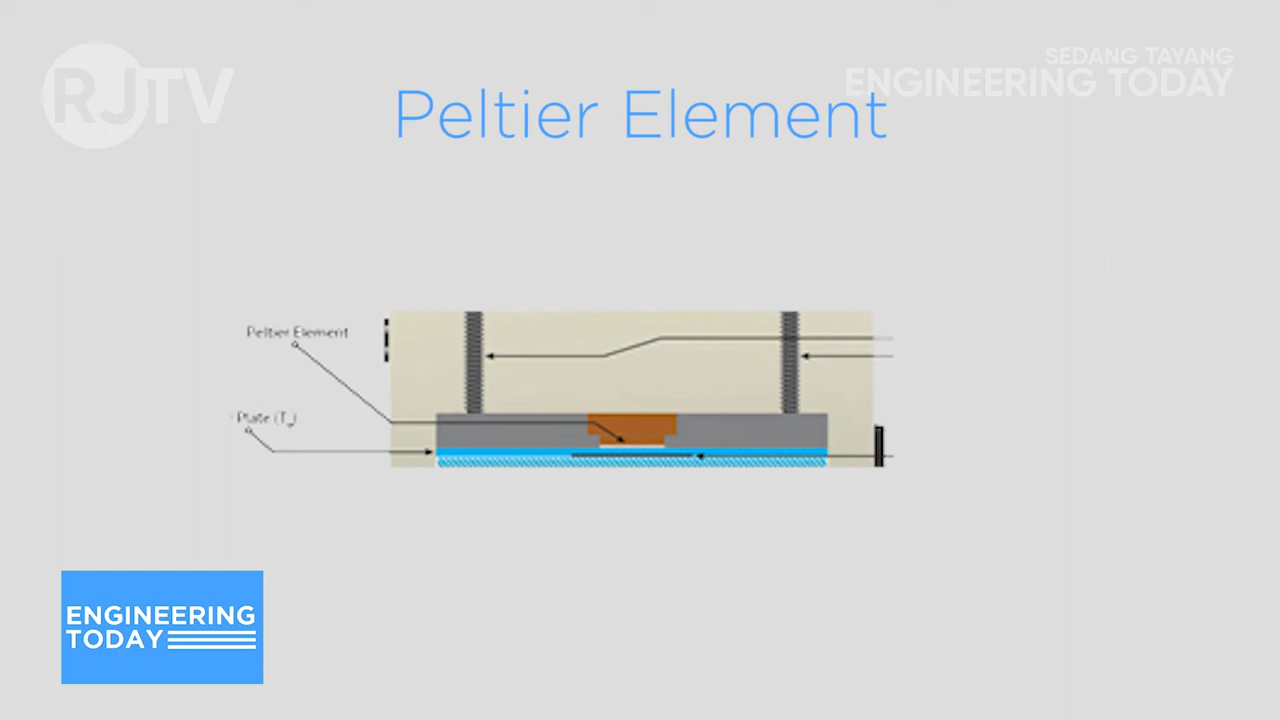 RJTV
SEDANG TAYANG
ENGINEERING TODAY
Peltier Element
Peltier Element
Plate (T
ENGINEERING
TODAY